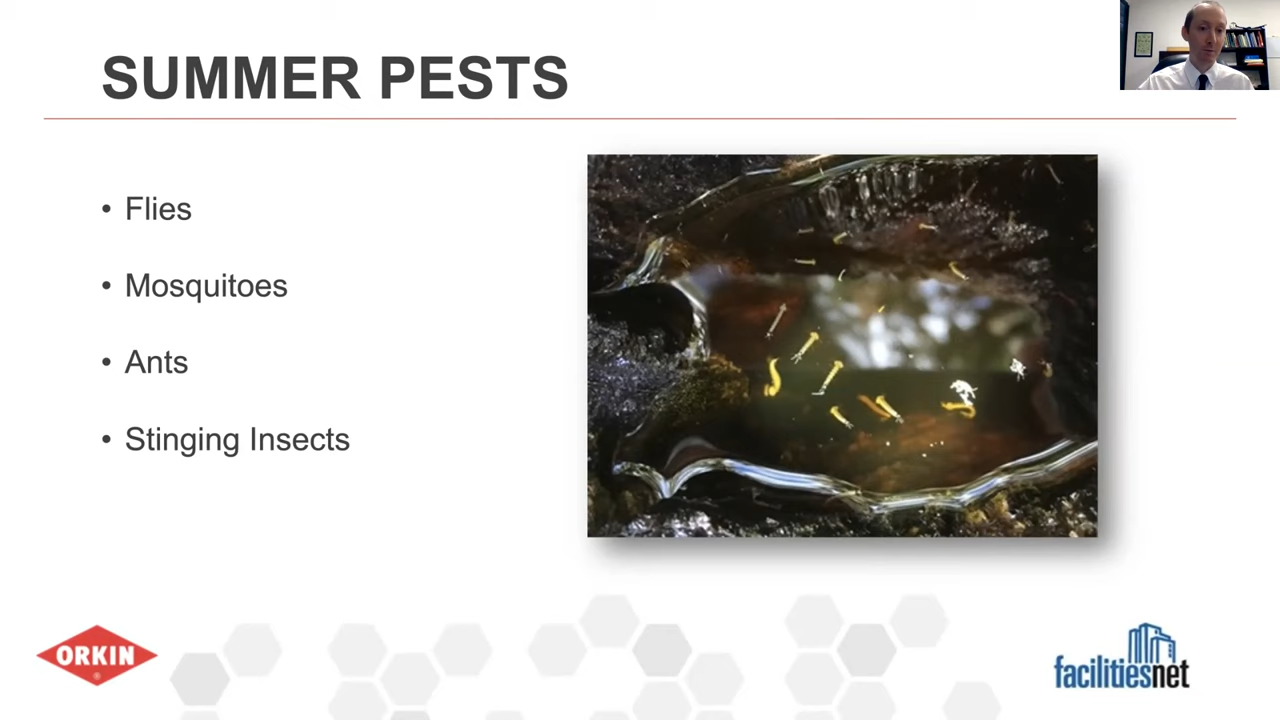 SUMMER PESTS
• Flies
• Mosquitoes
• Ants
• Stinging Insects
ORKIN
®
facilitiesnet